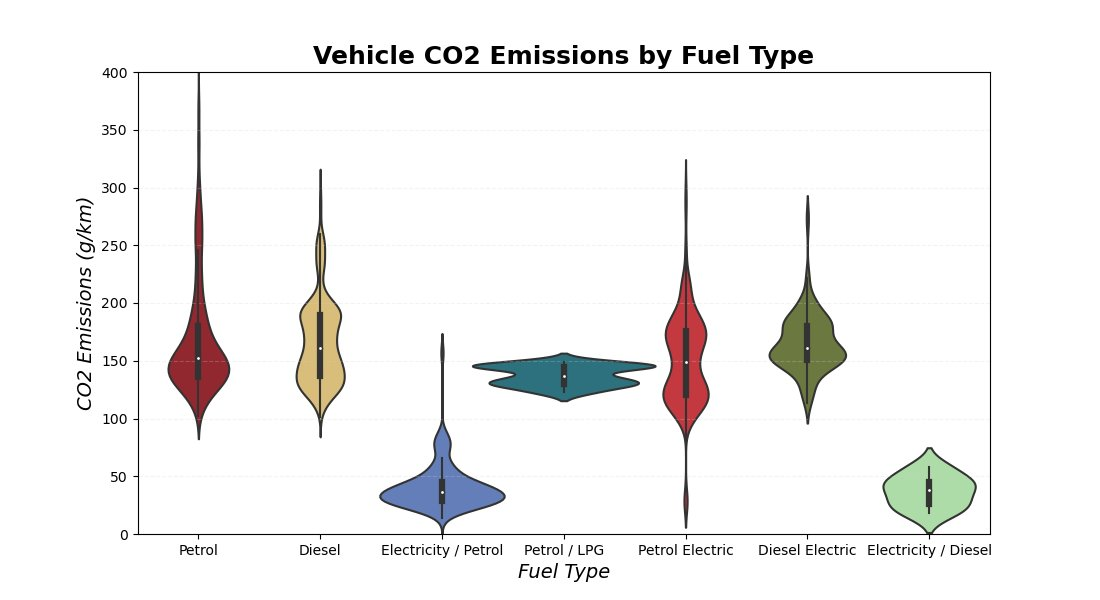 Vehicle CO2 Emissions by Fuel Type
CO2 Emissions (g/km)
400
350
300
250
200
150
100
50
0
Petrol Diesel Electricity / Petrol Petrol / LPG Petrol Electric Diesel Electric Electricity / Diesel
Fuel Type